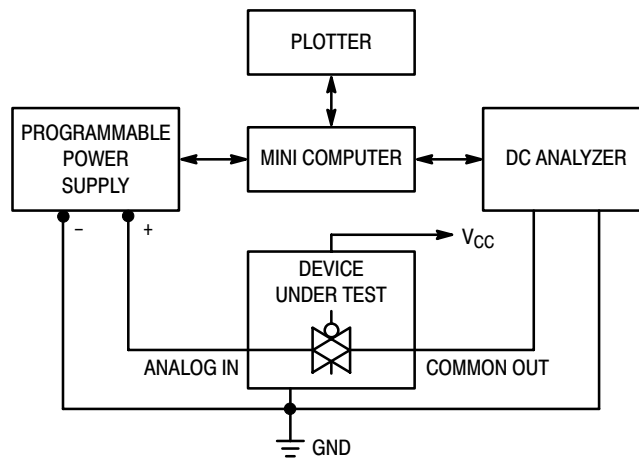 PLOTTER
PROGRAMMABLE
POWER
SUPPLY
MINI COMPUTER
DC ANALYZER
– +
VCC
DEVICE
UNDER TEST
ANALOG IN
COMMON OUT
GND